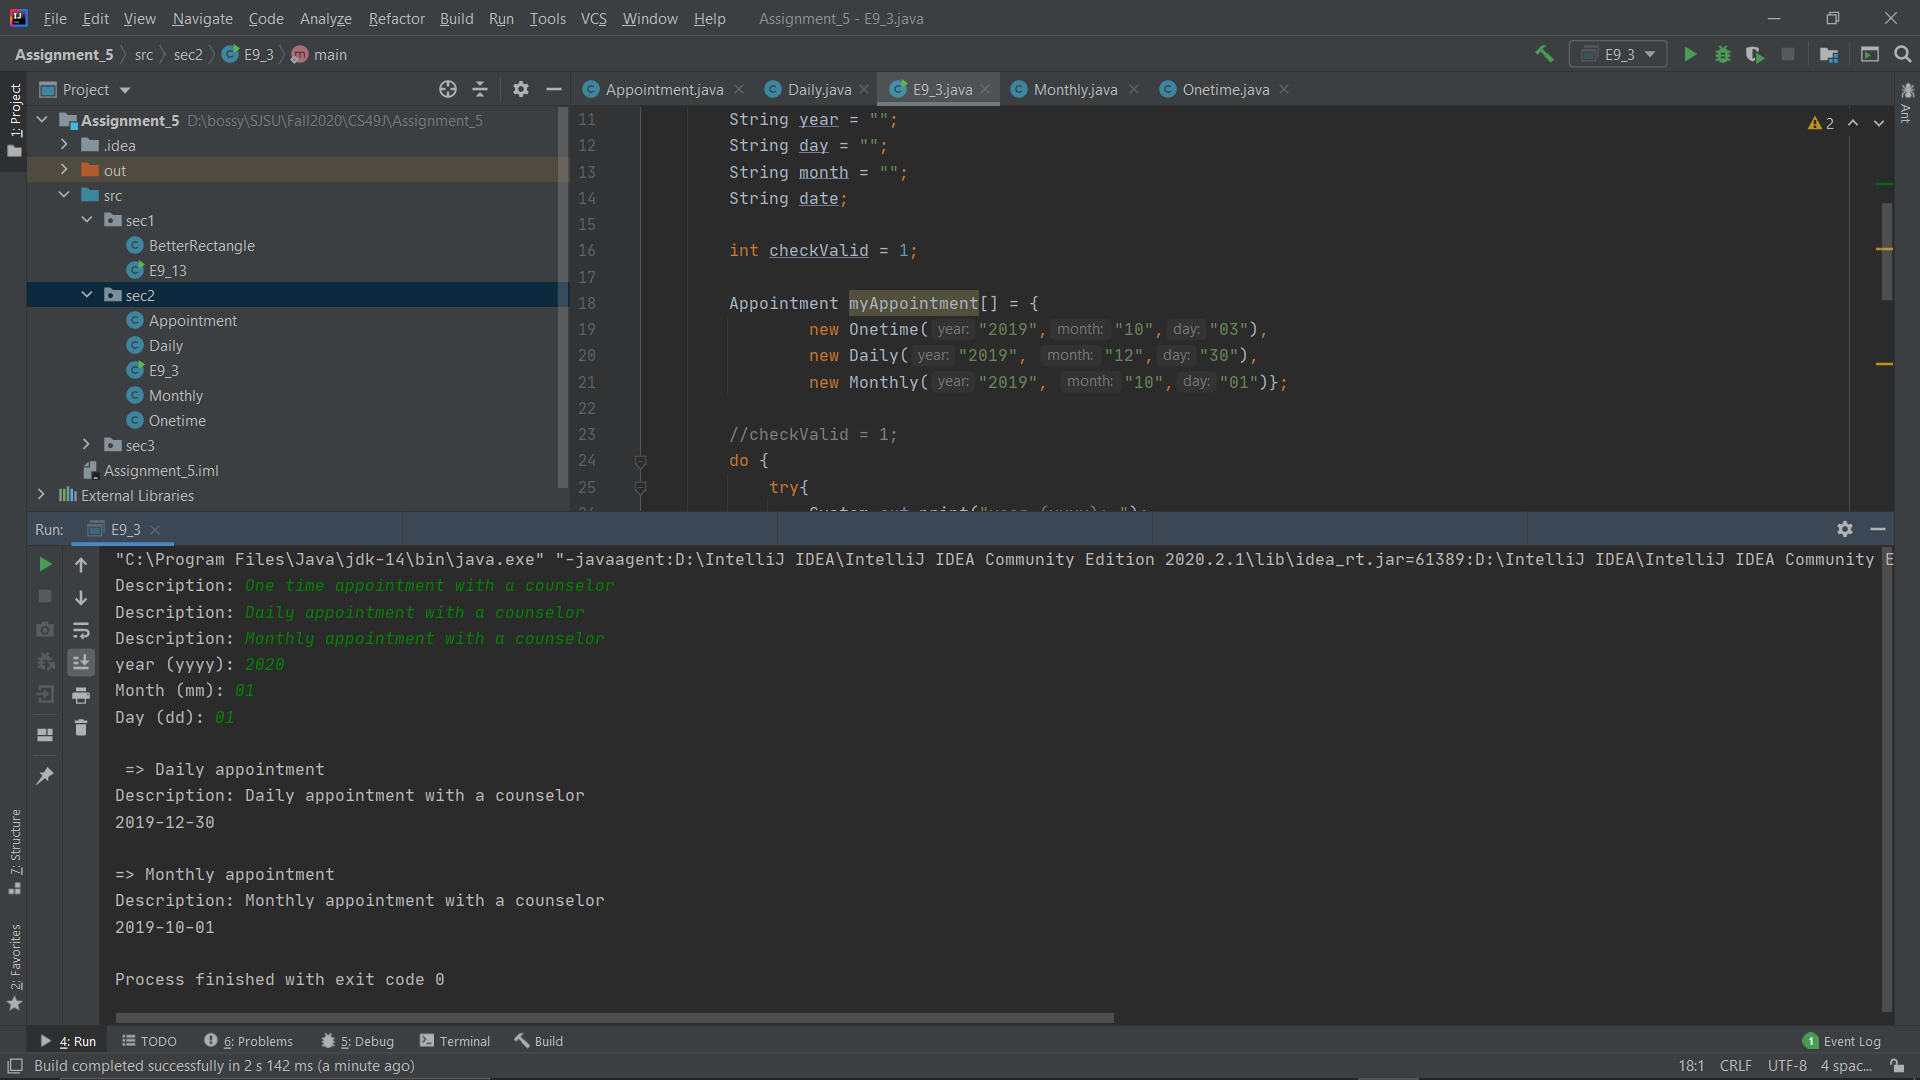 File Edit View Navigate Code Analyze Refactor Build Run Tools VCS Window Help Assignment_5 - E9_3.java
Assignment_5 src sec2 E9_3 main E9_3
1: Project
Project
Appointment.java Daily.java E9_3.java Monthly.java Onetime.java
Ant
Assignment_5 D:\bossy\SJSU\Fall2020\CS49J\Assignment_5
.idea
out
src
sec1
BetterRectangle
E9_13
sec2
Appointment
Daily
E9_3
Monthly
Onetime
sec3
Assignment_5.iml
External Libraries
2
11 String year = "";
12 String day = "";
13 String month = "";
14 String date;
15
16 int checkValid = 1;
17
18 Appointment myAppointment[] = {
19 new Onetime( year: "2019", month: "10", day: "03"),
20 new Daily( year: "2019", month: "12", day: "30"),
21 new Monthly( year: "2019", month: "10", day: "01")};
22
23 //checkValid = 1;
24 do {
25 try{
Run: E9_3
"C:\Program Files\Java\jdk-14\bin\java.exe" "-javaagent:D:\IntelliJ IDEA\IntelliJ IDEA Community Edition 2020.2.1\lib\idea_rt.jar=61389:D:\IntelliJ IDEA\IntelliJ IDEA Community E
Description: One time appointment with a counselor
Description: Daily appointment with a counselor
Description: Monthly appointment with a counselor
year (yyyy): 2020
Month (mm): 01
Day (dd): 01
=> Daily appointment
Description: Daily appointment with a counselor
2019-12-30
=> Monthly appointment
Description: Monthly appointment with a counselor
2019-10-01
Process finished with exit code 0
7: Structure
2: Favorites
4: Run TODO 6: Problems 5: Debug Terminal Build 1 Event Log
Build completed successfully in 2 s 142 ms (a minute ago) 18:1 CRLF UTF-8 4 spac...